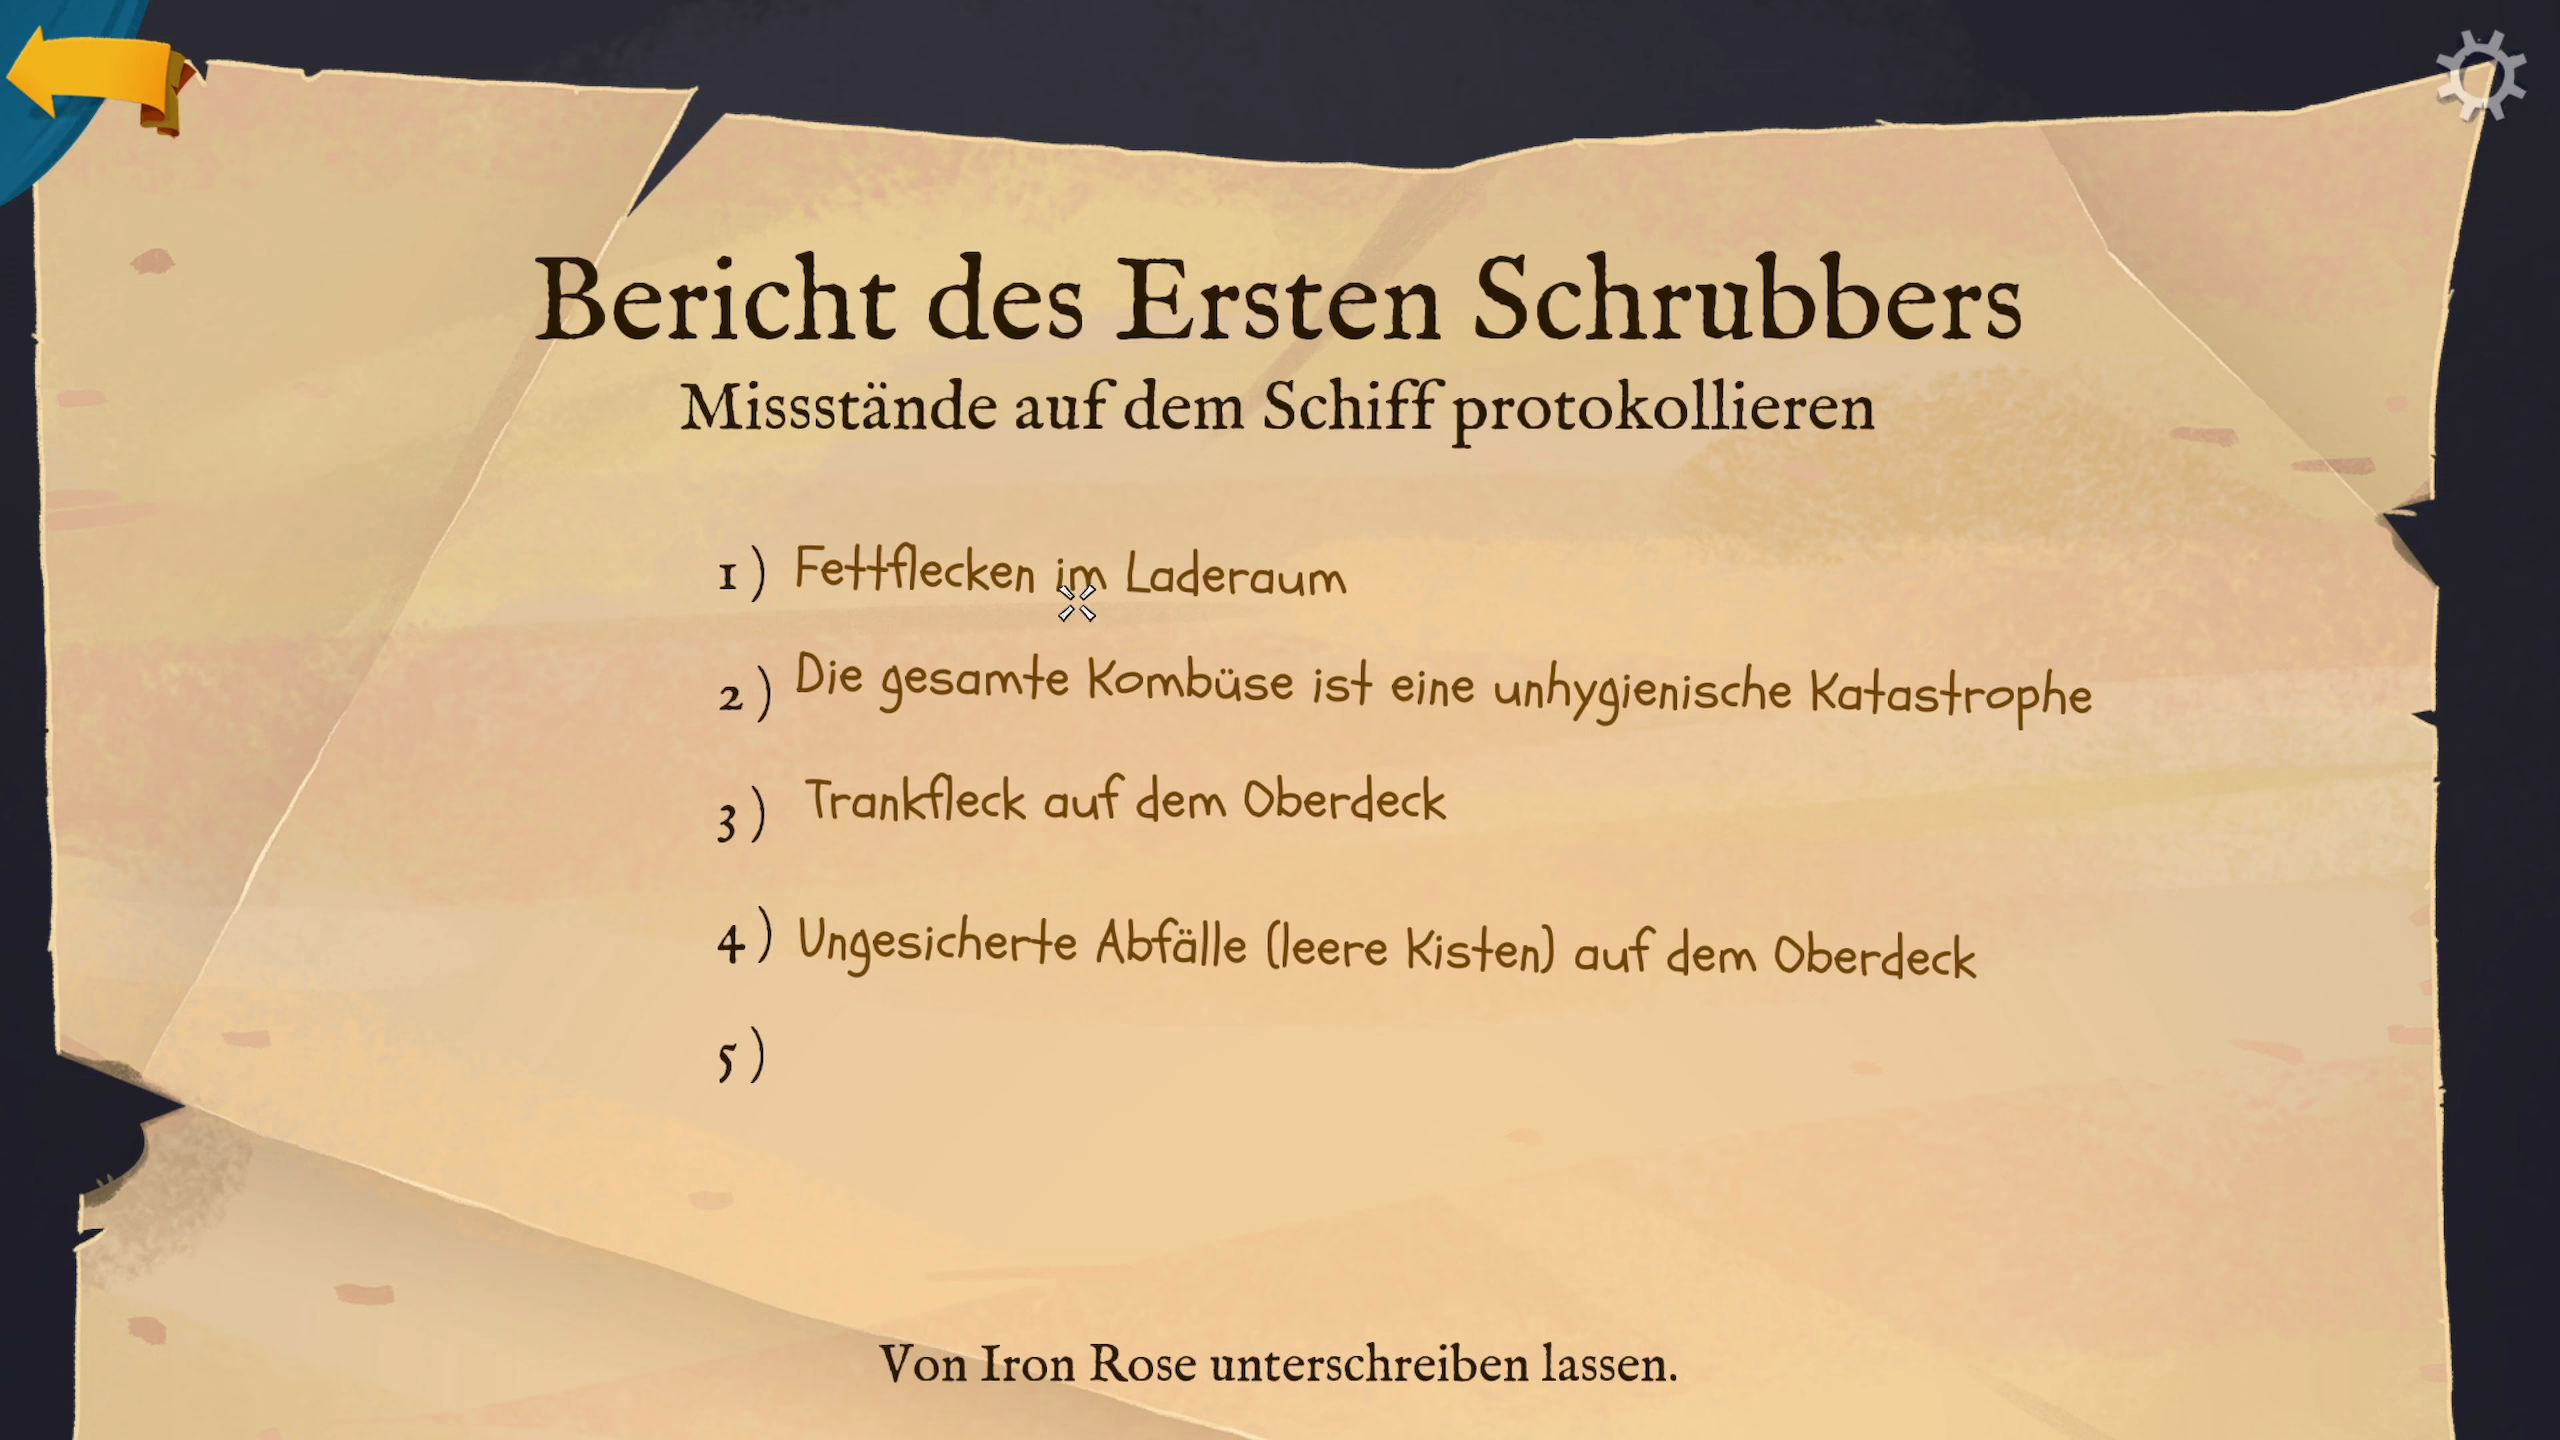 Bericht des Ersten Schrubbers
Missstände auf dem Schiff protokollieren
1) Fettflecken im Laderaum
2) Die gesamte Kombüse ist eine unhygienische Katastrophe
3) Trankfleck auf dem Oberdeck
4) Ungesicherte Abfälle (leere Kisten) auf dem Oberdeck
5)
Von Iron Rose unterschreiben lassen.